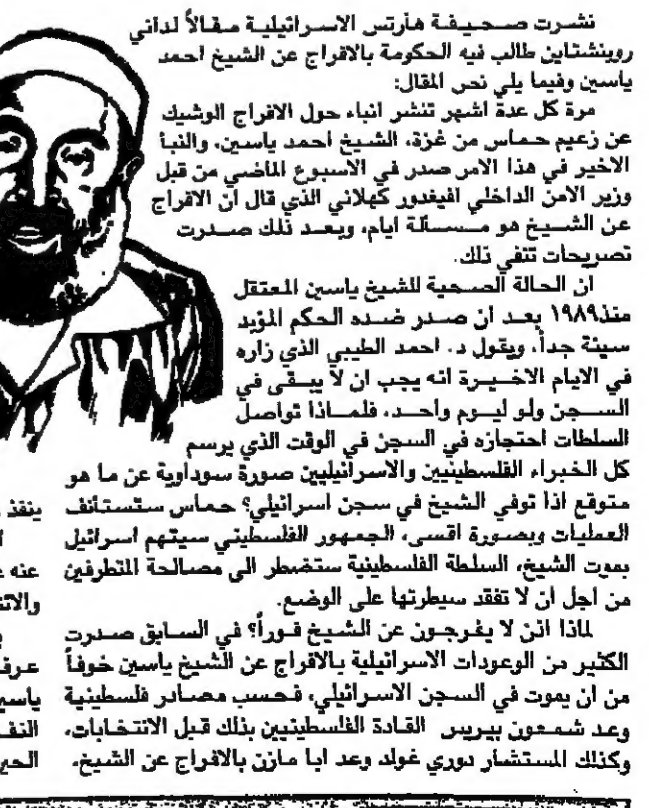 نشرت صحيفة هآرتس الاسرائيلية مقالاً لداني
روبنشتاين طالب فيه الحكومة بالافراج عن الشيخ احمد
ياسين وفيما يلي نص المقال:
مرة كل عدة اشهر تنشر انباء حول الافراج الوشيك
عن زعيم حماس من غزة، الشيخ احمد ياسين، والنبأ
الاخير في هذا الامر صدر في الاسبوع الماضي من قبل
وزير الامن الداخلي افيغدور كهلاني الذي قال ان الافراج
عن الشيخ هو مسسألة ايام، وبعد ذلك صدرت
تصريحات تنفي ذلك.
ان الحالة الصحية للشيخ ياسين المعتقل
منذ١٩٨٩ بعد ان صدر ضده الحكم المؤبد
سيئة جداً، ويقول د. احمد الطيبي الذي زاره
في الايام الاخيرة انه يجب ان لا يبقى في
السجن ولو ليوم واحد، فلماذا تواصل
السلطات احتجازه في السجن في الوقت الذي يرسم
كل الخبراء الفلسطينيين والاسرائيليين صورة سوداوية عن ما هو
متوقع اذا توفي الشيخ في سجن اسرائيلي؟ حماس ستستأنف
العمليات وبصورة اقسى، الجمهور الفلسطيني سيتهم اسرائيل
بموت الشيخ، السلطة الفلسطينية ستضطر الى مصالحة المتطرفين
من اجل ان لا تفقد سيطرتها على الوضع.
لماذا اذن لا يفرجون عن الشيخ فوراً؟ في السابق صدرت
الكثير من الوعودات الاسرائيلية بالافراج عن الشيخ ياسين خوفاً
من ان يموت في السجن الاسرائيلي، فحسب مصادر فلسطينية
وعد شمعون بيريس القادة الفلسطينيين بذلك قبل الانتخابات،
وكذلك المستشار دوري غولد وعد ابا مازن بالافراج عن الشيخ.
ينفذ
عنه